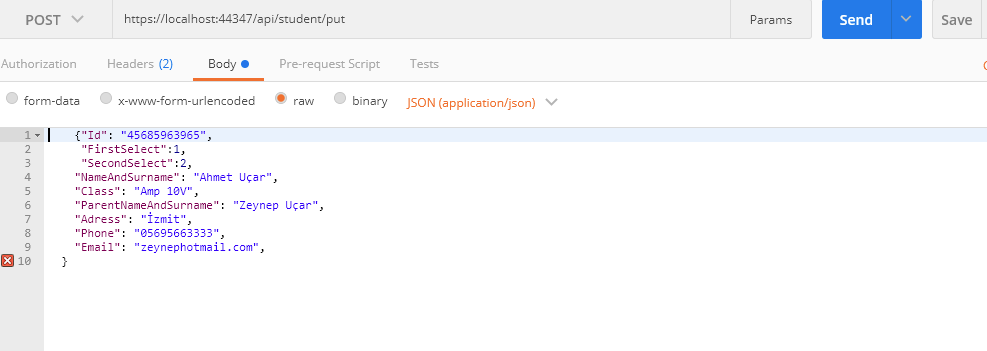 POST https://localhost:44347/api/student/put Params Send Save
Authorization Headers (2) Body Pre-request Script Tests
form-data x-www-form-urlencoded raw binary JSON (application/json)
1 {"Id": "45685963965",
2 "FirstSelect":1,
3 "SecondSelect":2,
4 "NameAndSurname": "Ahmet Uçar",
5 "Class": "Amp 10V",
6 "ParentNameAndSurname": "Zeynep Uçar",
7 "Adress": "İzmit",
8 "Phone": "05695663333",
9 "Email": "zeynephotmail.com",
10 }